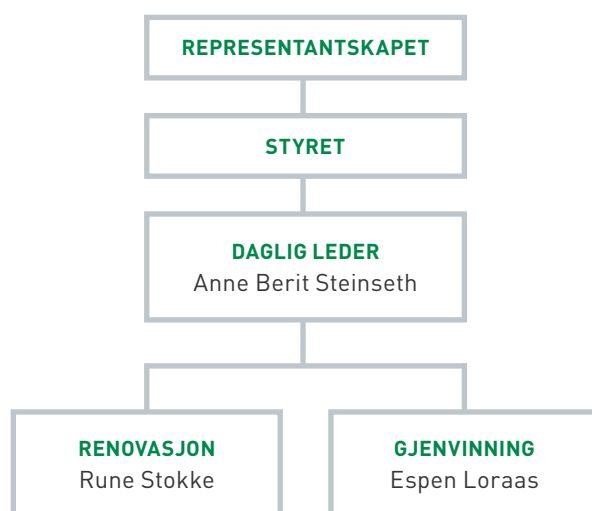 REPRESENTANTSKAPET
STYRET
DAGLIG LEDER
Anne Berit Steinseth
RENOVASJON
Rune Stokke
GJENVINNING
Espen Loraas